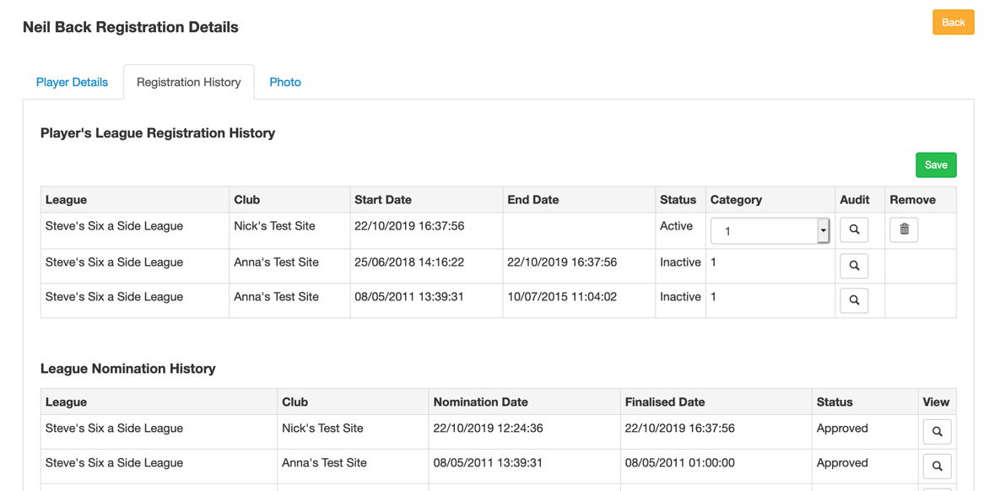 Neil Back Registration Details
Back
Player Details Registration History Photo
Player's League Registration History
Save
League Club Start Date End Date Status Category Audit Remove
Steve's Six a Side League Nick's Test Site 22/10/2019 16:37:56 Active 1
Steve's Six a Side League Anna's Test Site 25/06/2018 14:16:22 22/10/2019 16:37:56 Inactive 1
Steve's Six a Side League Anna's Test Site 08/05/2011 13:39:31 10/07/2015 11:04:02 Inactive 1
League Nomination History
League Club Nomination Date Finalised Date Status View
Steve's Six a Side League Nick's Test Site 22/10/2019 12:24:36 22/10/2019 16:37:56 Approved
Steve's Six a Side League Anna's Test Site 08/05/2011 13:39:31 08/05/2011 01:00:00 Approved